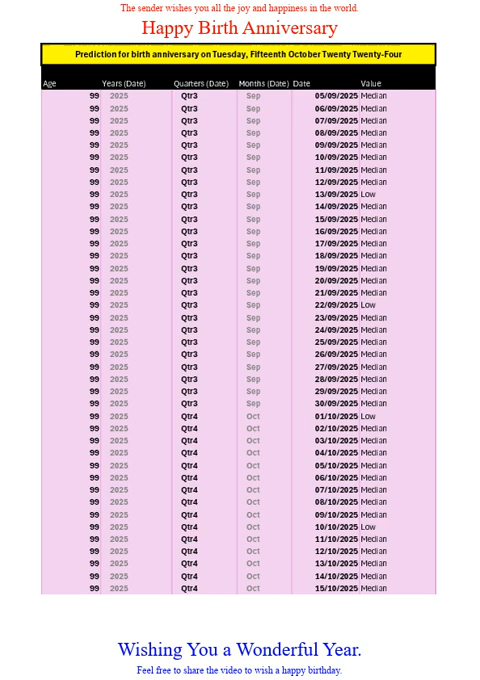 The sender wishes you all the joy and happiness in the world.
Happy Birth Anniversary
Prediction for birth anniversary on Tuesday, Fifteenth October Twenty Twenty-Four
Age Years (Date) Quarters (Date) Months (Date) Date Value
99 2025 Qtr3 Sep 05/09/2025 Median
99 2025 Qtr3 Sep 06/09/2025 Median
99 2025 Qtr3 Sep 07/09/2025 Median
99 2025 Qtr3 Sep 08/09/2025 Median
99 2025 Qtr3 Sep 09/09/2025 Median
99 2025 Qtr3 Sep 10/09/2025 Median
99 2025 Qtr3 Sep 11/09/2025 Median
99 2025 Qtr3 Sep 12/09/2025 Median
99 2025 Qtr3 Sep 13/09/2025 Low
99 2025 Qtr3 Sep 14/09/2025 Median
99 2025 Qtr3 Sep 15/09/2025 Median
99 2025 Qtr3 Sep 16/09/2025 Median
99 2025 Qtr3 Sep 17/09/2025 Median
99 2025 Qtr3 Sep 18/09/2025 Median
99 2025 Qtr3 Sep 19/09/2025 Median
99 2025 Qtr3 Sep 20/09/2025 Median
99 2025 Qtr3 Sep 21/09/2025 Median
99 2025 Qtr3 Sep 22/09/2025 Low
99 2025 Qtr3 Sep 23/09/2025 Median
99 2025 Qtr3 Sep 24/09/2025 Median
99 2025 Qtr3 Sep 25/09/2025 Median
99 2025 Qtr3 Sep 26/09/2025 Median
99 2025 Qtr3 Sep 27/09/2025 Median
99 2025 Qtr3 Sep 28/09/2025 Median
99 2025 Qtr3 Sep 29/09/2025 Median
99 2025 Qtr3 Sep 30/09/2025 Median
99 2025 Qtr4 Oct 01/10/2025 Low
99 2025 Qtr4 Oct 02/10/2025 Median
99 2025 Qtr4 Oct 03/10/2025 Median
99 2025 Qtr4 Oct 04/10/2025 Median
99 2025 Qtr4 Oct 05/10/2025 Median
99 2025 Qtr4 Oct 06/10/2025 Median
99 2025 Qtr4 Oct 07/10/2025 Median
99 2025 Qtr4 Oct 08/10/2025 Median
99 2025 Qtr4 Oct 09/10/2025 Median
99 2025 Qtr4 Oct 10/10/2025 Low
99 2025 Qtr4 Oct 11/10/2025 Median
99 2025 Qtr4 Oct 12/10/2025 Median
99 2025 Qtr4 Oct 13/10/2025 Median
99 2025 Qtr4 Oct 14/10/2025 Median
99 2025 Qtr4 Oct 15/10/2025 Median
Wishing You a Wonderful Year.
Feel free to share the video to wish a happy birthday.